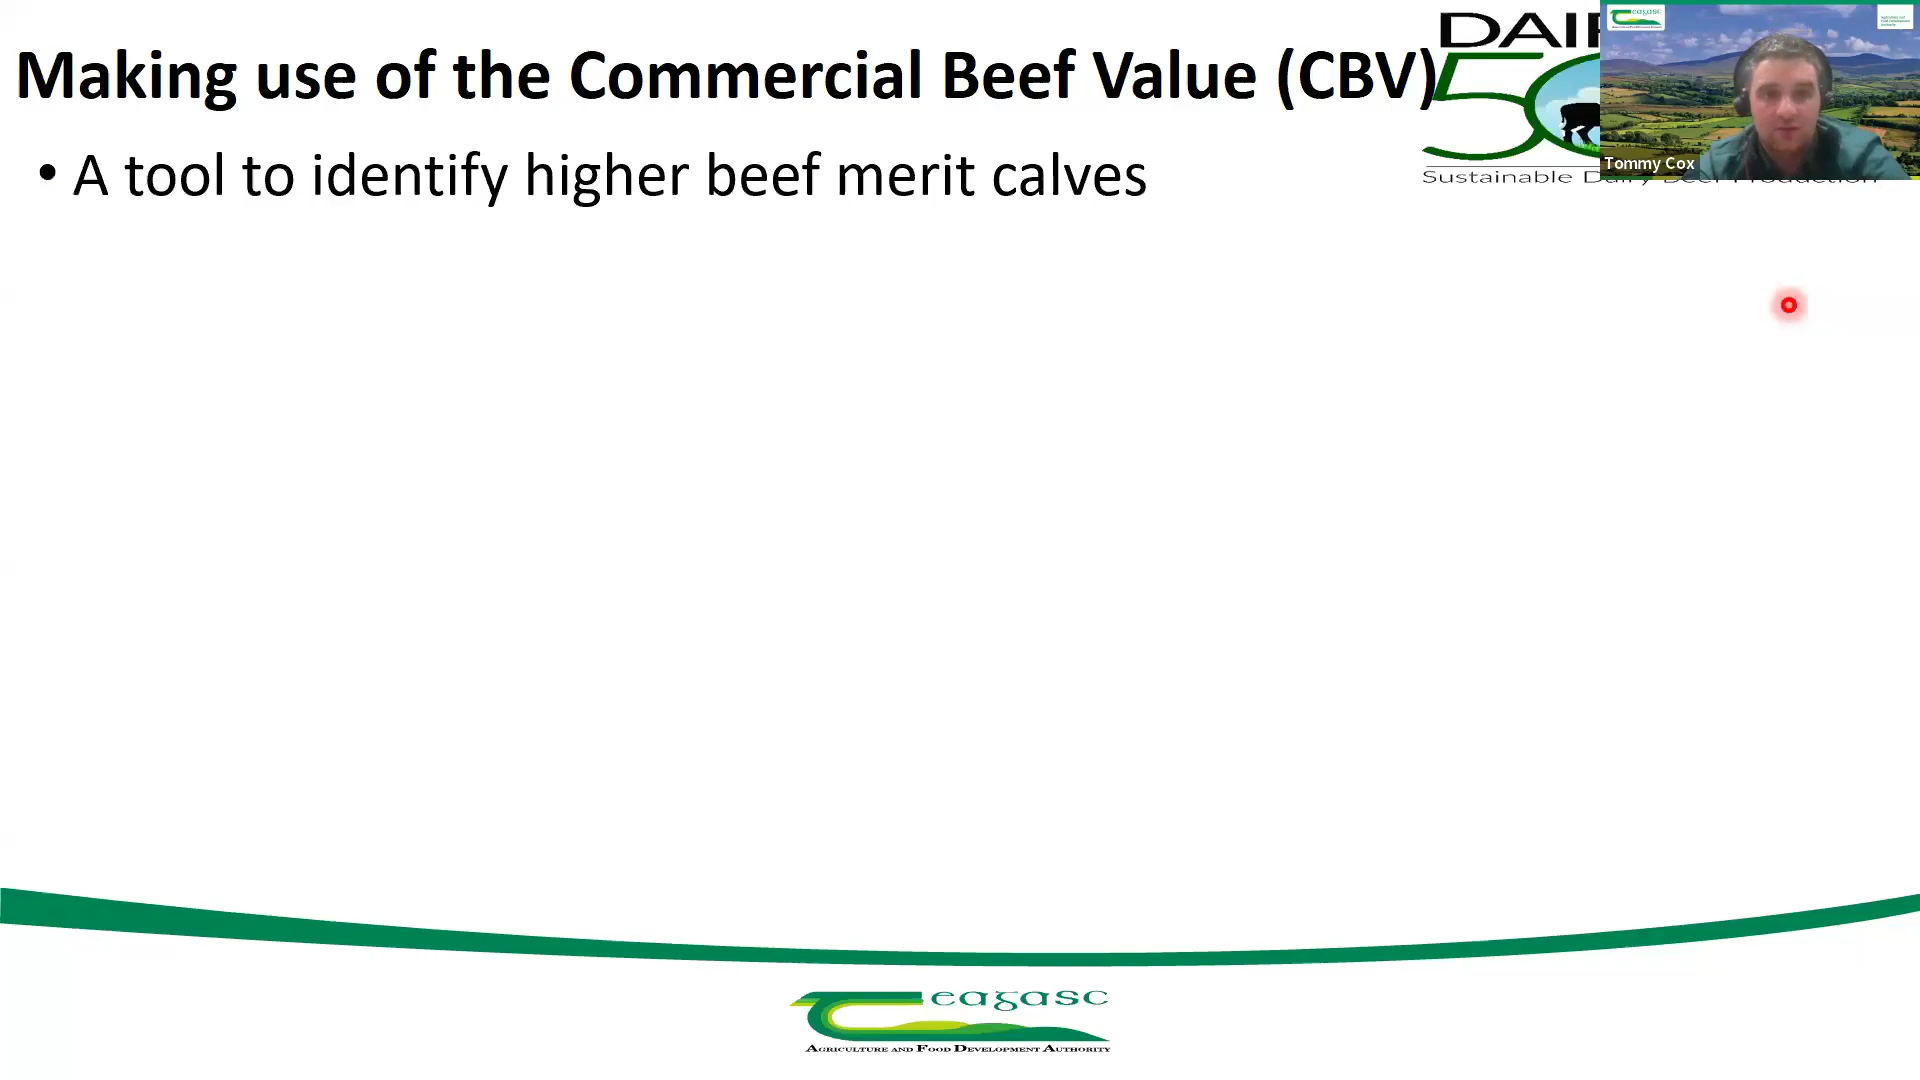 Making use of the Commercial Beef Value (CBV)
• A tool to identify higher beef merit calves
Tommy Cox
Sustainable
Teagasc
Teagasc
AGRICULTURE AND FOOD DEVELOPMENT AUTHORITY